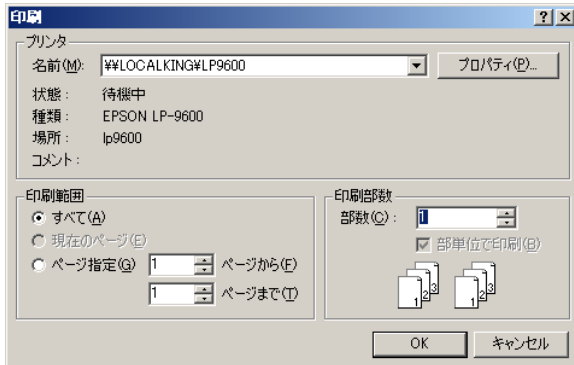 印刷
プリンタ
名前(M): ¥¥LOCALKING¥LP9600 プロパティ(P)...
状態: 待機中
種類: EPSON LP-9600
場所: lp9600
コメント:
印刷範囲
すべて(A)
現在のページ(E)
ページ指定(G) 1 ページから(F)
1 ページまで(T)
印刷部数
部数(C): 1
部単位で印刷(B)
1 2 3 1 2 3
OK キャンセル